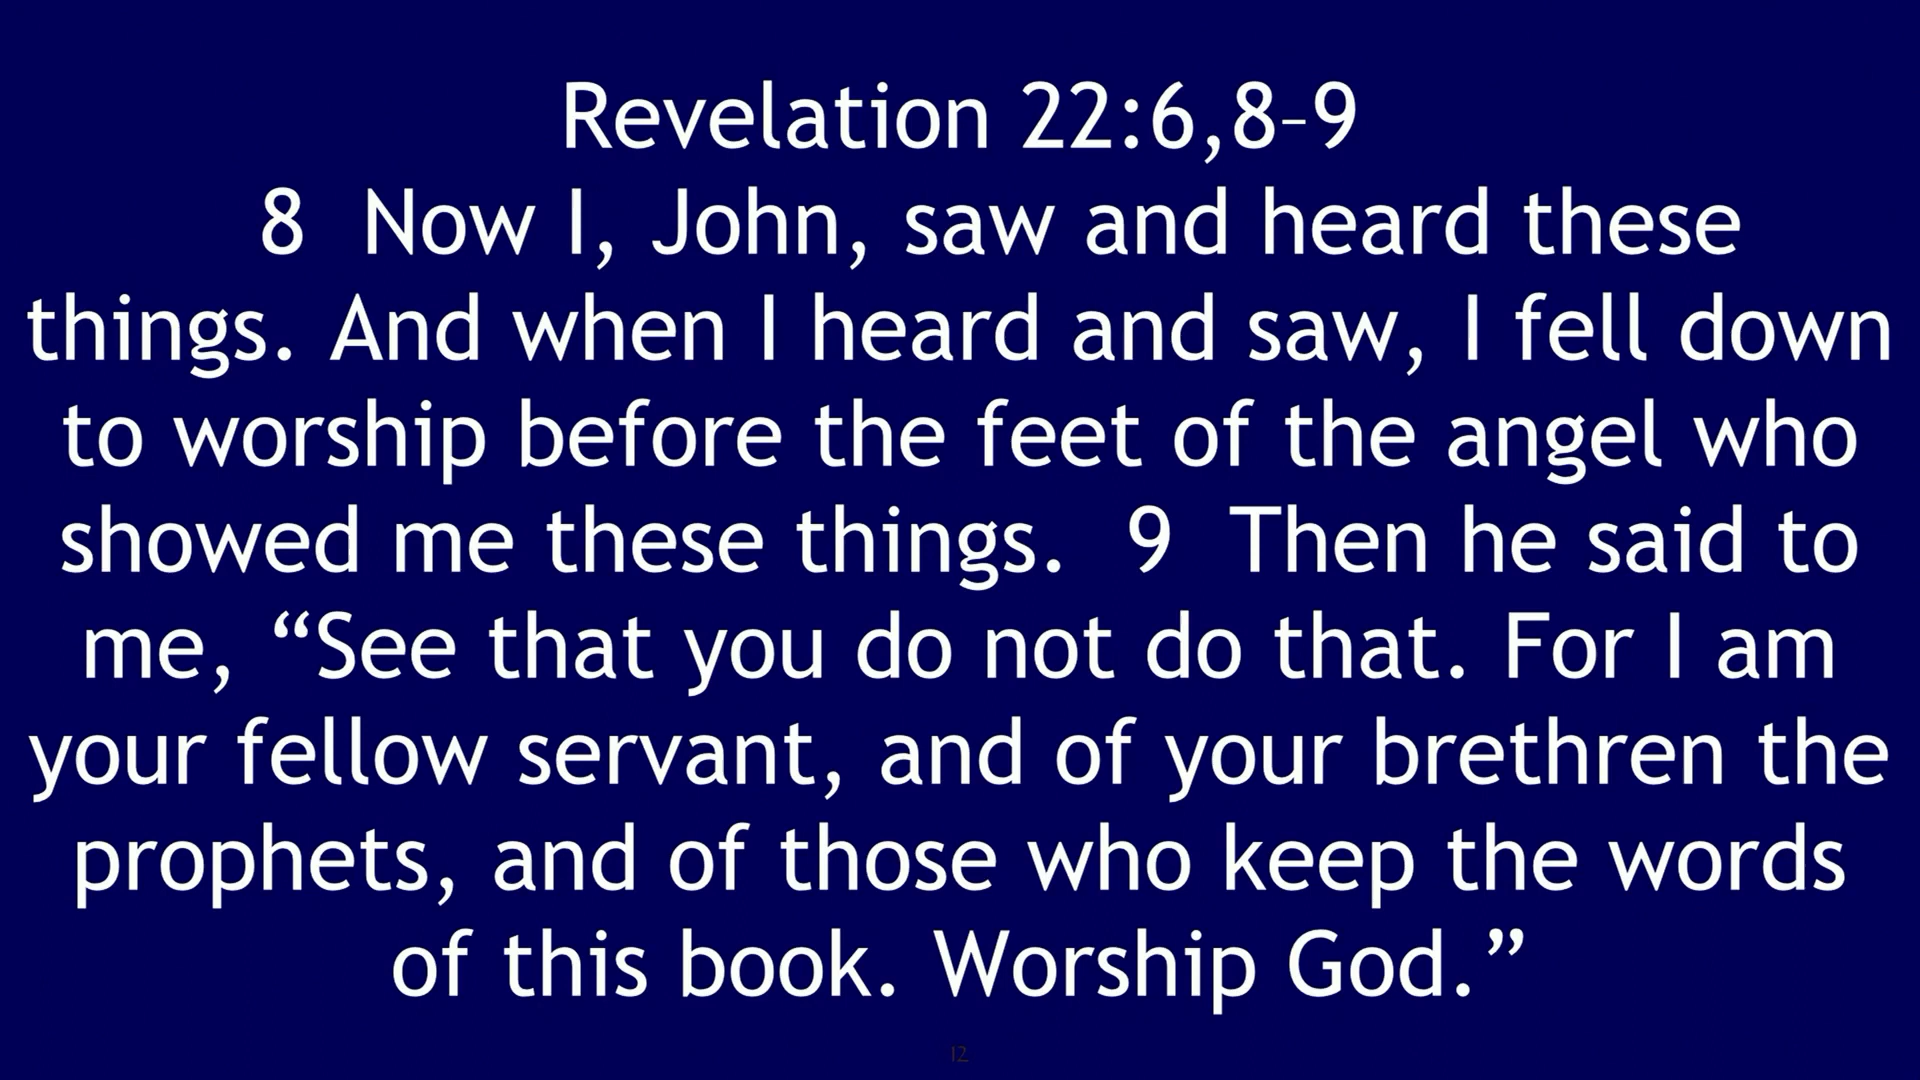 Revelation 22:6,8–9
8 Now I, John, saw and heard these
things. And when I heard and saw, I fell down
to worship before the feet of the angel who
showed me these things. 9 Then he said to
me, “See that you do not do that. For I am
your fellow servant, and of your brethren the
prophets, and of those who keep the words
of this book. Worship God.”
12